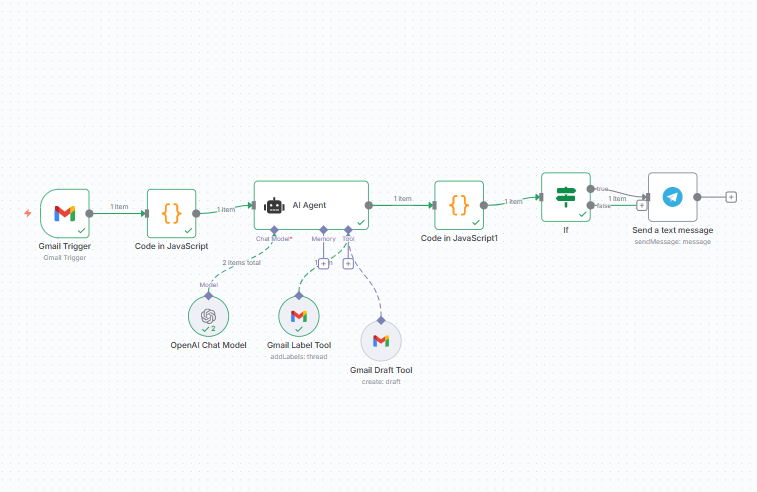 true
1 item
1 item
AI Agent
1 item
1 item
1 item
false
Chat Model*
Memory
Tool
Gmail Trigger
Gmail Trigger
Code in JavaScript
Code in JavaScript1
If
Send a text message
sendMessage: message
2 items total
Model
2
OpenAI Chat Model
Gmail Label Tool
addLabels: thread
Gmail Draft Tool
create: draft